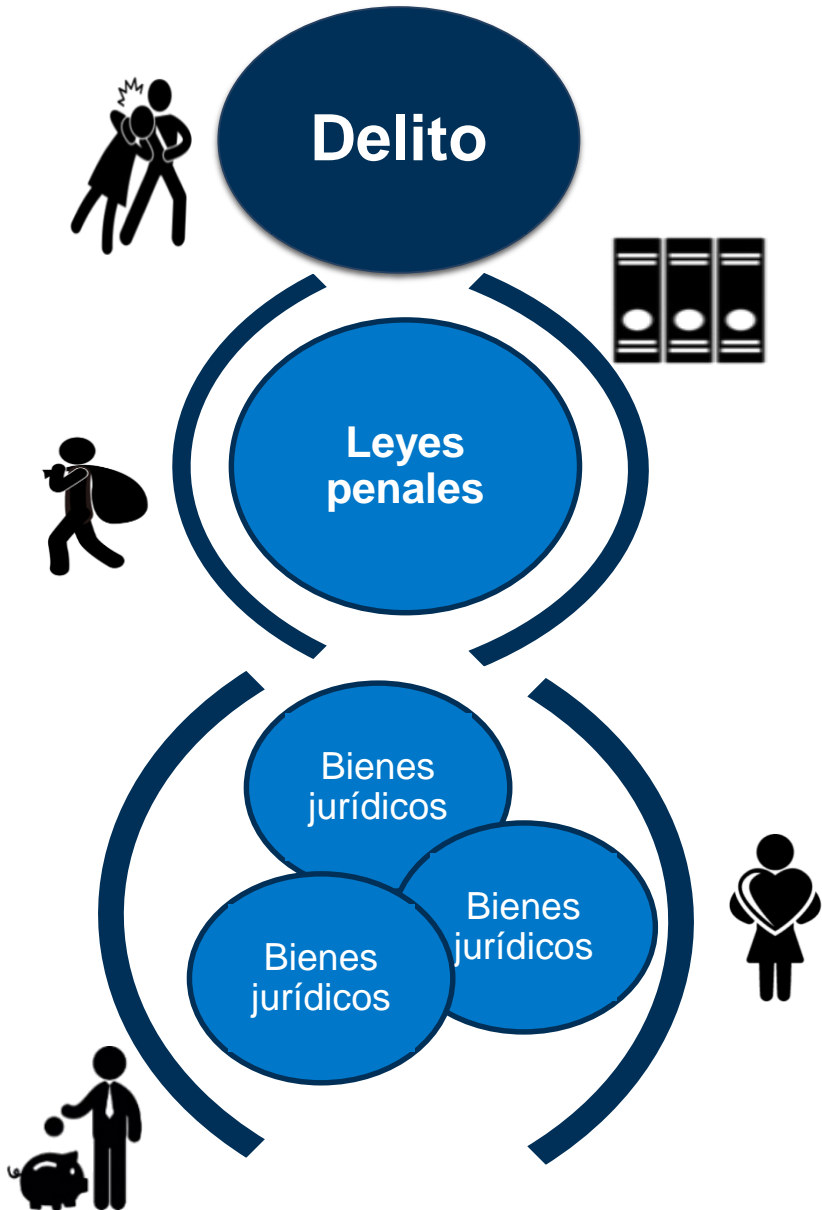 Delito
Leyes
penales
Bienes
jurídicos
Bienes
jurídicos
Bienes
jurídicos